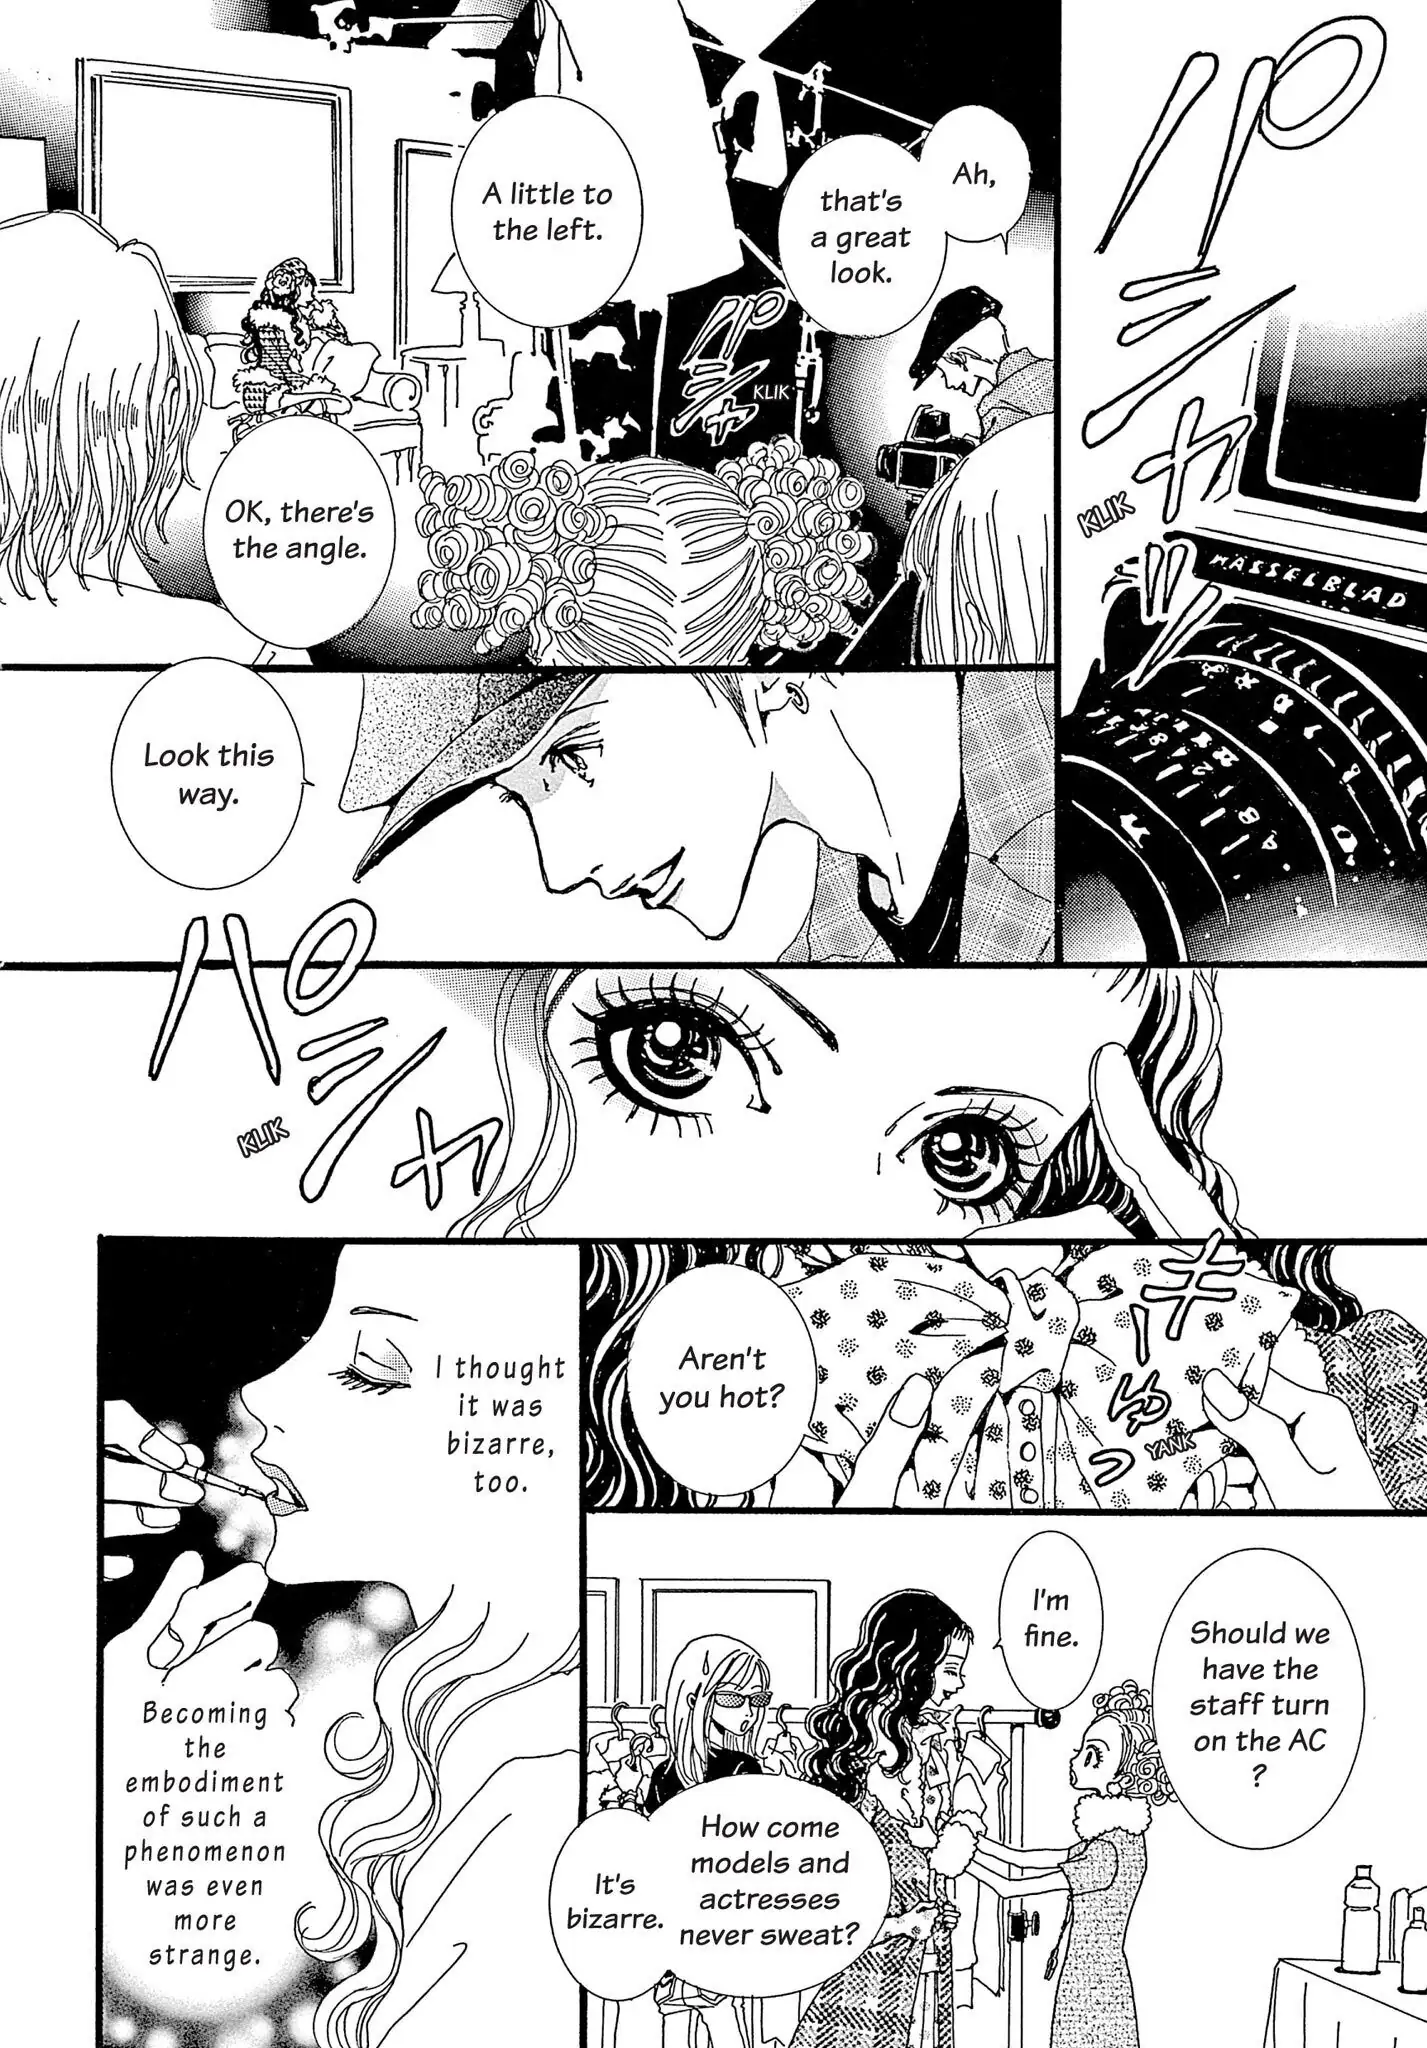 パシャッ
KLIK
HASSELBLAD
Ah,
that's
a great
look.
パシャ
KLIK
A little to
the left.
OK, there's
the angle.
Look this
way.
パシャ
KLIK
キーゅっ
YANK
Aren't
you hot?
Should we
have the
staff turn
on the AC
?
I'm
fine.
How come
models and
actresses
never sweat?
It's
bizarre.
I thought
it was
bizarre,
too.
Becoming
the
embodiment
of such a
phenomenon
was even
more
strange.